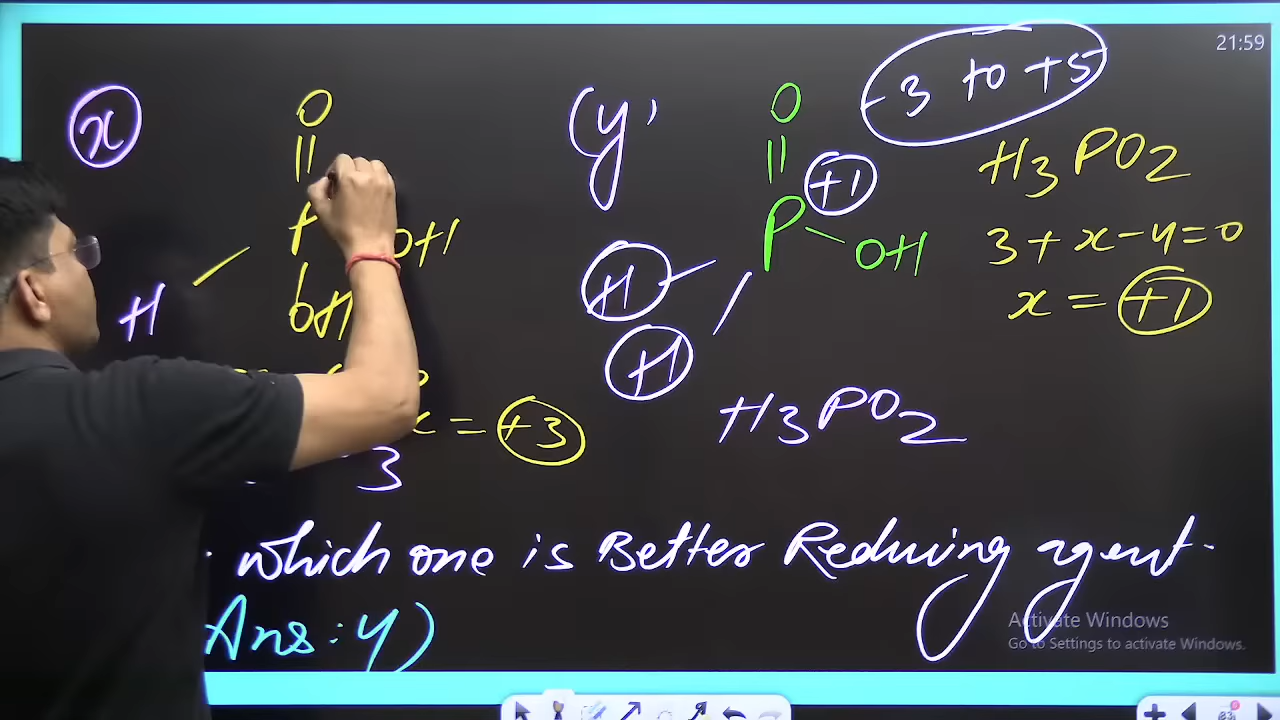 21:59
x
O
||
P
OH
H
OH
x = +3
3
(y)
O
||
+1
P - OH
H
H
H3PO2
-3 to +5
H3PO2
3 + x - 4 = 0
x = +1
which one is Better Reducing agent.
Ans : y)
Activate Windows
Go to Settings to activate Windows.